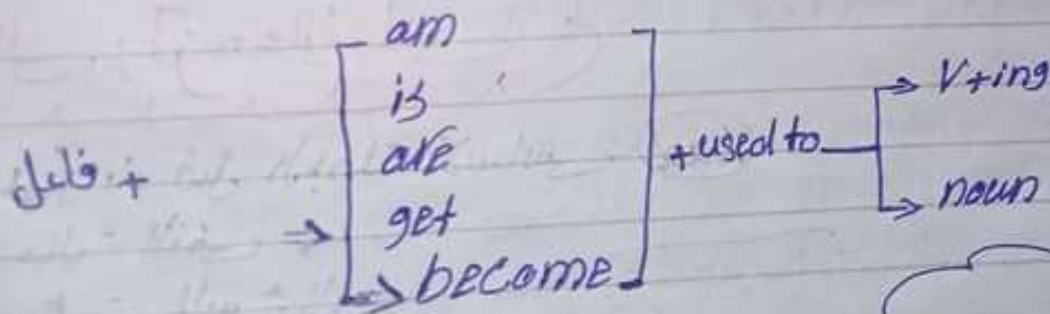 am
is
are
فاعل +
get
become
+ used to
V+ing
noun